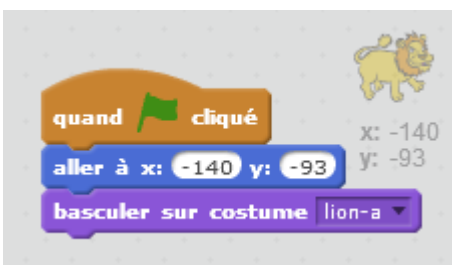 quand cliqué
aller à x: -140 y: -93
basculer sur costume lion-a
x: -140
y: -93